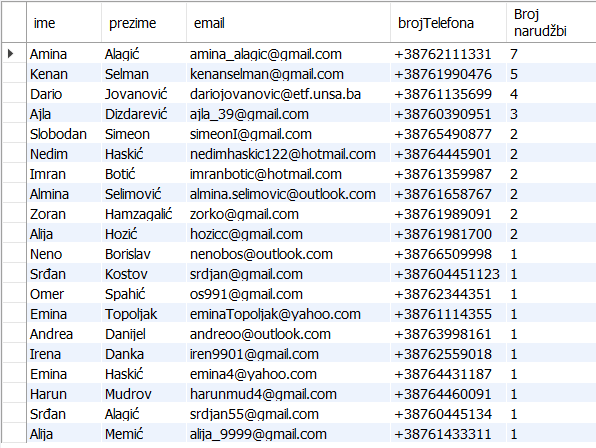 ime prezime email brojTelefona Broj narudžbi
Amina Alagić amina_alagic@gmail.com +38762111331 7
Kenan Selman kenanselman@gmail.com +38761990476 5
Dario Jovanović dariojovanovic@etf.unsa.ba +38761135699 4
Ajla Dizdarević ajla_39@gmail.com +38760390951 3
Slobodan Simeon simeonI@gmail.com +38765490877 2
Nedim Haskić nedimhaskic122@hotmail.com +38764445901 2
Imran Botić imranbotic@hotmail.com +38761359987 2
Almina Selimović almina.selimovic@outlook.com +38761658767 2
Zoran Hamzagalić zorko@gmail.com +38761989091 2
Alija Hozić hozicc@gmail.com +38761981700 2
Neno Borislav nenobos@outlook.com +38766509998 1
Srđan Kostov srdjan@gmail.com +387604451123 1
Omer Spahić os991@gmail.com +38762344351 1
Emina Topoljak eminaTopoljak@yahoo.com +38761114355 1
Andrea Danijel andreoo@outlook.com +38763998161 1
Irena Danka iren9901@gmail.com +38762559018 1
Emina Haskić emina4@yahoo.com +38764431187 1
Harun Mudrov harunmud4@gmail.com +38764460091 1
Srđan Alagić srdjan55@gmail.com +38760445134 1
Alija Memić alija_9999@gmail.com +38761433311 1